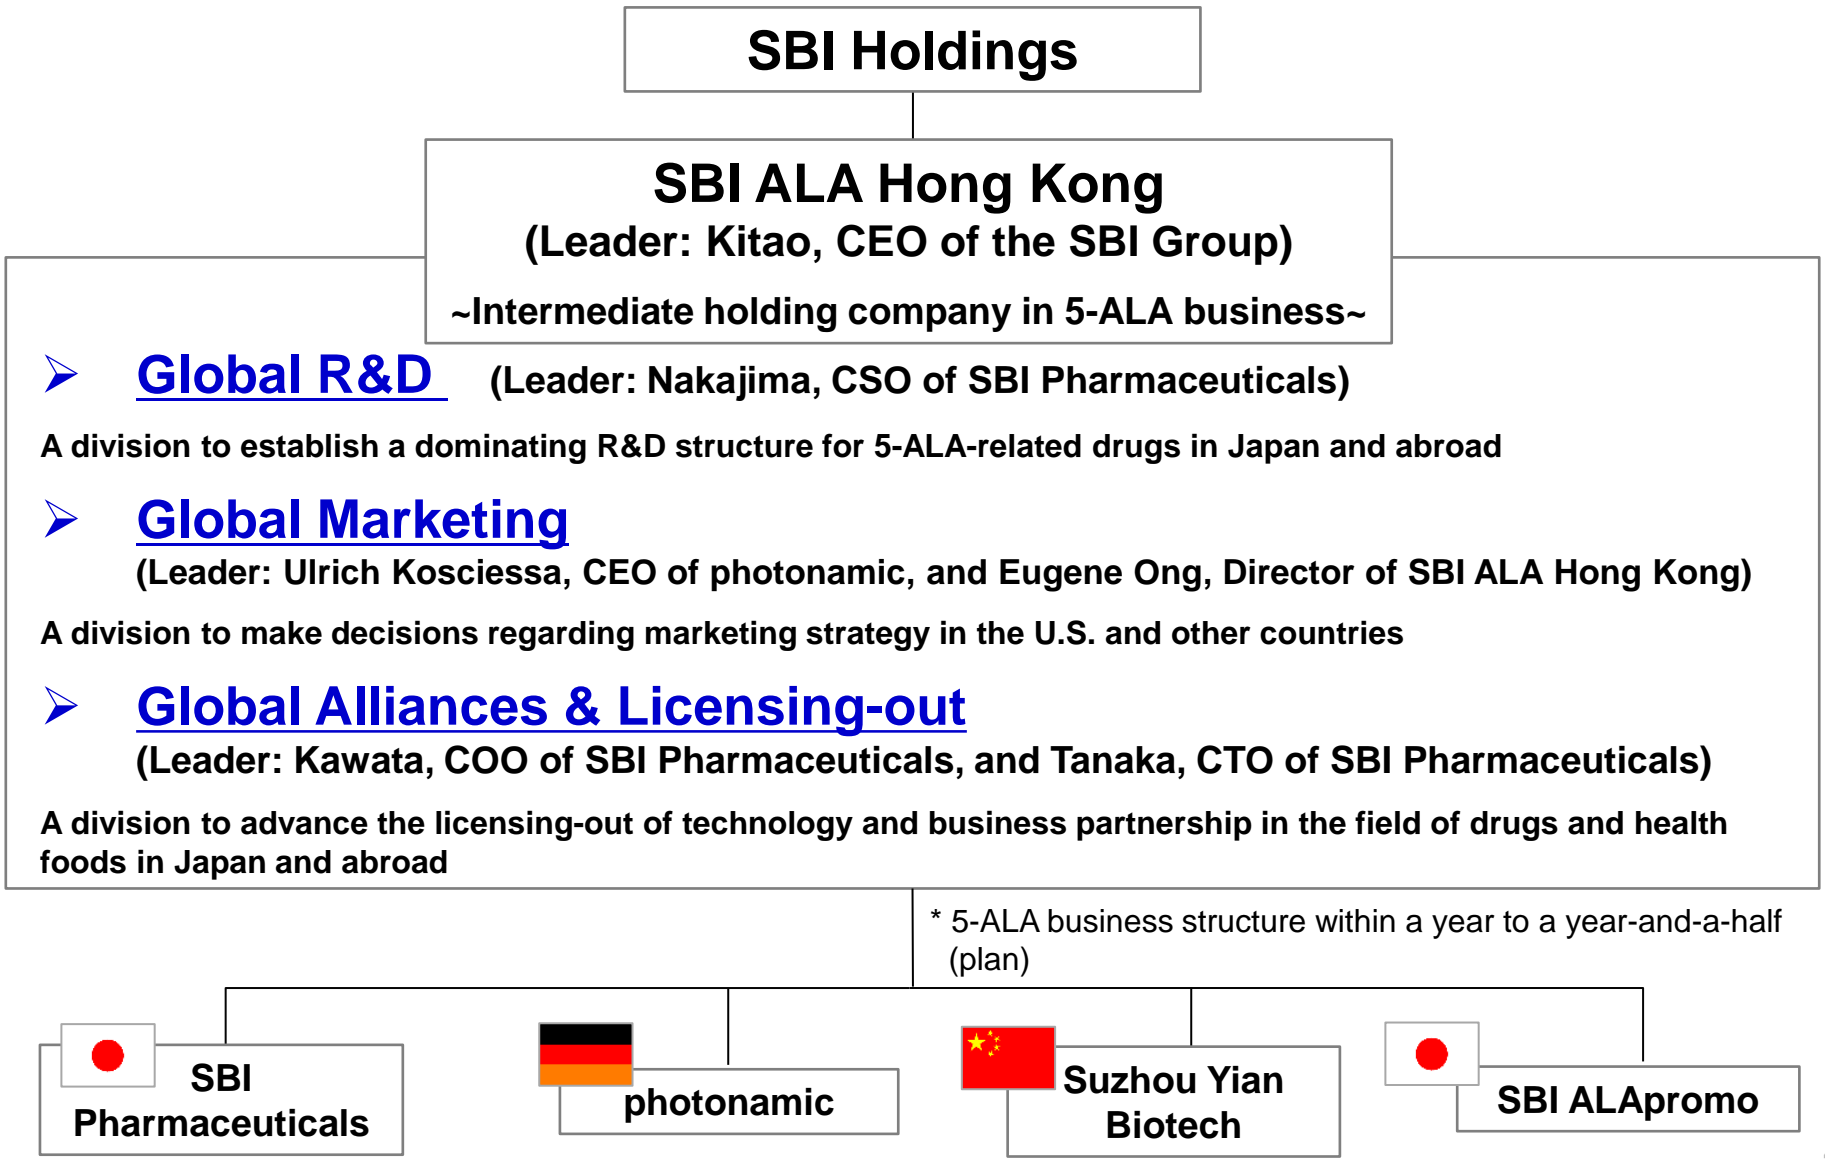 SBI Holdings
SBI ALA Hong Kong
(Leader: Kitao, CEO of the SBI Group)
~Intermediate holding company in 5-ALA business~
Global R&D (Leader: Nakajima, CSO of SBI Pharmaceuticals)
A division to establish a dominating R&D structure for 5-ALA-related drugs in Japan and abroad
Global Marketing
(Leader: Ulrich Kosciessa, CEO of photonamic, and Eugene Ong, Director of SBI ALA Hong Kong)
A division to make decisions regarding marketing strategy in the U.S. and other countries
Global Alliances & Licensing-out
(Leader: Kawata, COO of SBI Pharmaceuticals, and Tanaka, CTO of SBI Pharmaceuticals)
A division to advance the licensing-out of technology and business partnership in the field of drugs and health
foods in Japan and abroad
* 5-ALA business structure within a year to a year-and-a-half
(plan)
SBI
Pharmaceuticals
photonamic
Suzhou Yian
Biotech
SBI ALApromo